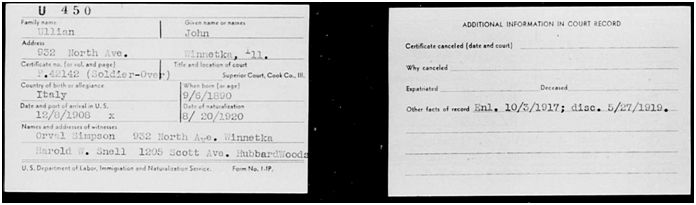 U 450
Family name
Given name or names
Ullian
John
Address
932 North Ave.
Winnetka, Ill.
Certificate no. (or vol. and page)
Title and location of court
P.42142 (Soldier-Over)
Superior Court, Cook Co., Ill.
Country of birth or allegiance
When born (or age)
Italy
9/6/1890
Date and port of arrival in U.S.
Date of naturalization
12/8/1908 x
8/ 20/1920
Names and addresses of witnesses
Orval Simpson 932 North Ave. Winnetka
Harold W. Snell 1205 Scott Ave. HubbardWoods
U. S. Department of Labor, Immigration and Naturalization Service. Form No. 1-IP.
ADDITIONAL INFORMATION IN COURT RECORD
Certificate canceled (date and court)
Why canceled
Expatriated Deceased
Other facts of record Enl. 10/3/1917; disc. 5/27/1919.